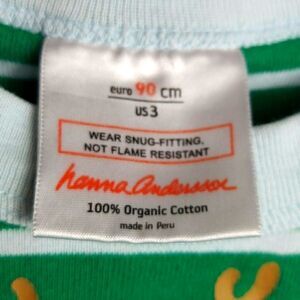 euro 90 cm
US 3
WEAR SNUG-FITTING.
NOT FLAME RESISTANT
hanna Andersson
100% Organic Cotton
made in Peru